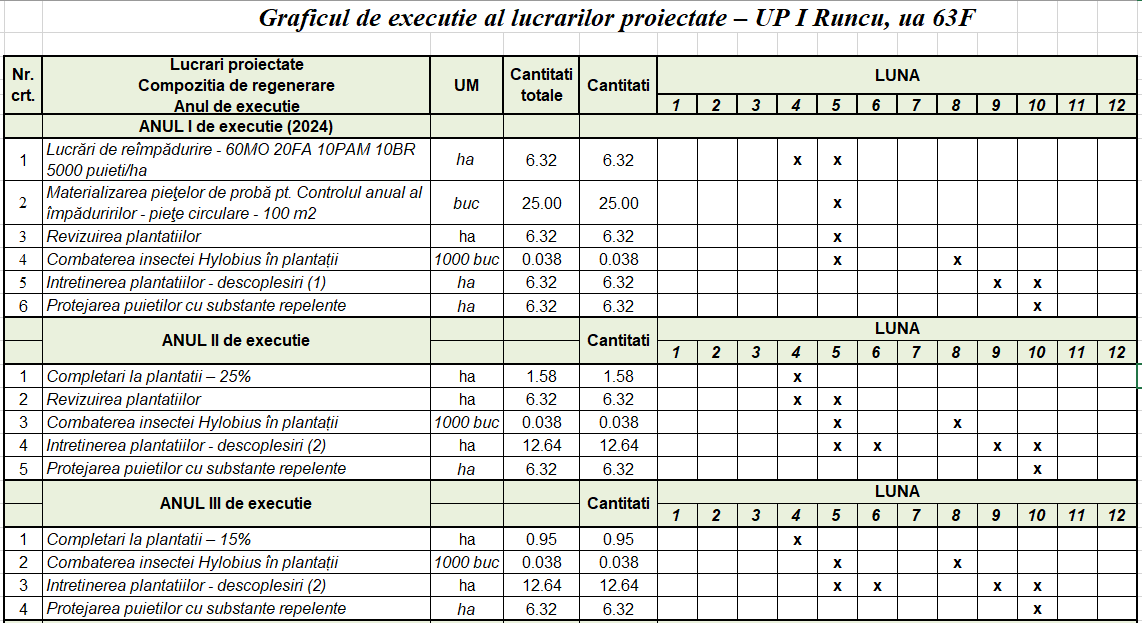 Graficul de executie al lucrarilor proiectate – UP I Runcu, ua 63F
Nr. crt. Lucrari proiectate Compozitia de regenerare Anul de executie UM Cantitati totale Cantitati LUNA
1 2 3 4 5 6 7 8 9 10 11 12
ANUL I de executie (2024)
1 Lucrări de reîmpădurire - 60MO 20FA 10PAM 10BR 5000 puieti/ha ha 6.32 6.32 x x
2 Materializarea pieţelor de probă pt. Controlul anual al împăduririlor - pieţe circulare - 100 m2 buc 25.00 25.00 x
3 Revizuirea plantatiilor ha 6.32 6.32 x
4 Combaterea insectei Hylobius în plantații 1000 buc 0.038 0.038 x x
5 Intretinerea plantatiilor - descoplesiri (1) ha 6.32 6.32 x x
6 Protejarea puietilor cu substante repelente ha 6.32 6.32 x
ANUL II de executie Cantitati LUNA
1 2 3 4 5 6 7 8 9 10 11 12
1 Completari la plantatii – 25% ha 1.58 1.58 x
2 Revizuirea plantatiilor ha 6.32 6.32 x x
3 Combaterea insectei Hylobius în plantații 1000 buc 0.038 0.038 x x
4 Intretinerea plantatiilor - descoplesiri (2) ha 12.64 12.64 x x x x
5 Protejarea puietilor cu substante repelente ha 6.32 6.32 x
ANUL III de executie Cantitati LUNA
1 2 3 4 5 6 7 8 9 10 11 12
1 Completari la plantatii – 15% ha 0.95 0.95 x
2 Combaterea insectei Hylobius în plantații 1000 buc 0.038 0.038 x x
3 Intretinerea plantatiilor - descoplesiri (2) ha 12.64 12.64 x x x x
4 Protejarea puietilor cu substante repelente ha 6.32 6.32 x